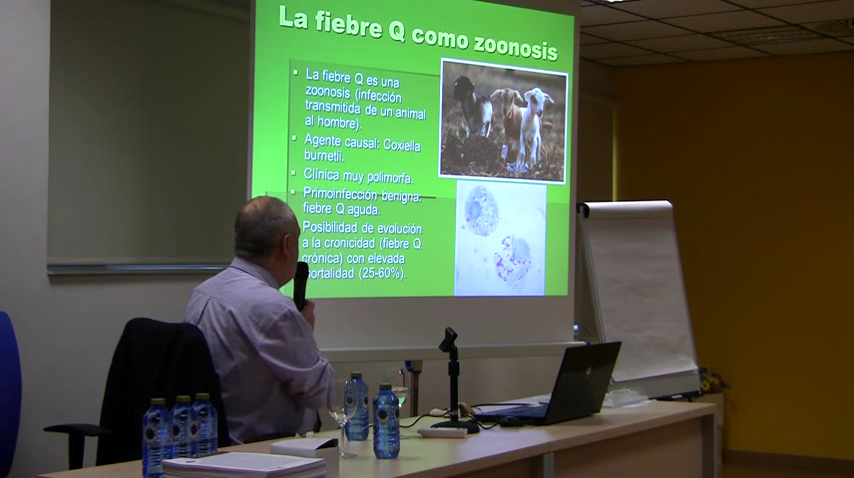 La fiebre Q como zoonosis
La fiebre Q es una
zoonosis (infección
transmitida de un animal
al hombre).
Agente causal: Coxiella
burnetii.
Clínica muy polimorfa.
Primoinfección benigna:
fiebre Q aguda.
Posibilidad de evolución
a la cronicidad (fiebre Q
crónica) con elevada
ortalidad (25-60%).